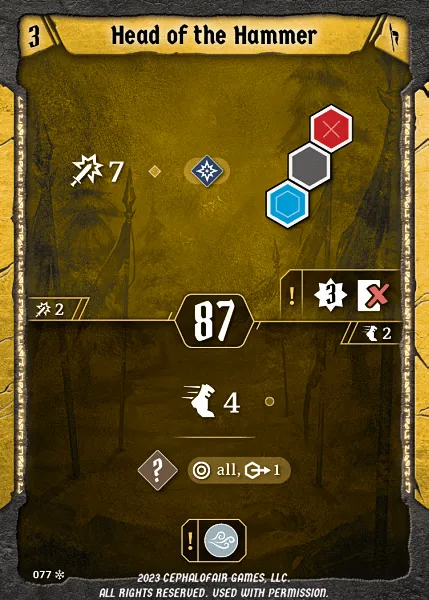 3
Head of the Hammer
7
3
2
87
2
4
?
all, 1
!
!
077
2023 CEPHALOFAIR GAMES, LLC.
ALL RIGHTS RESERVED. USED WITH PERMISSION.